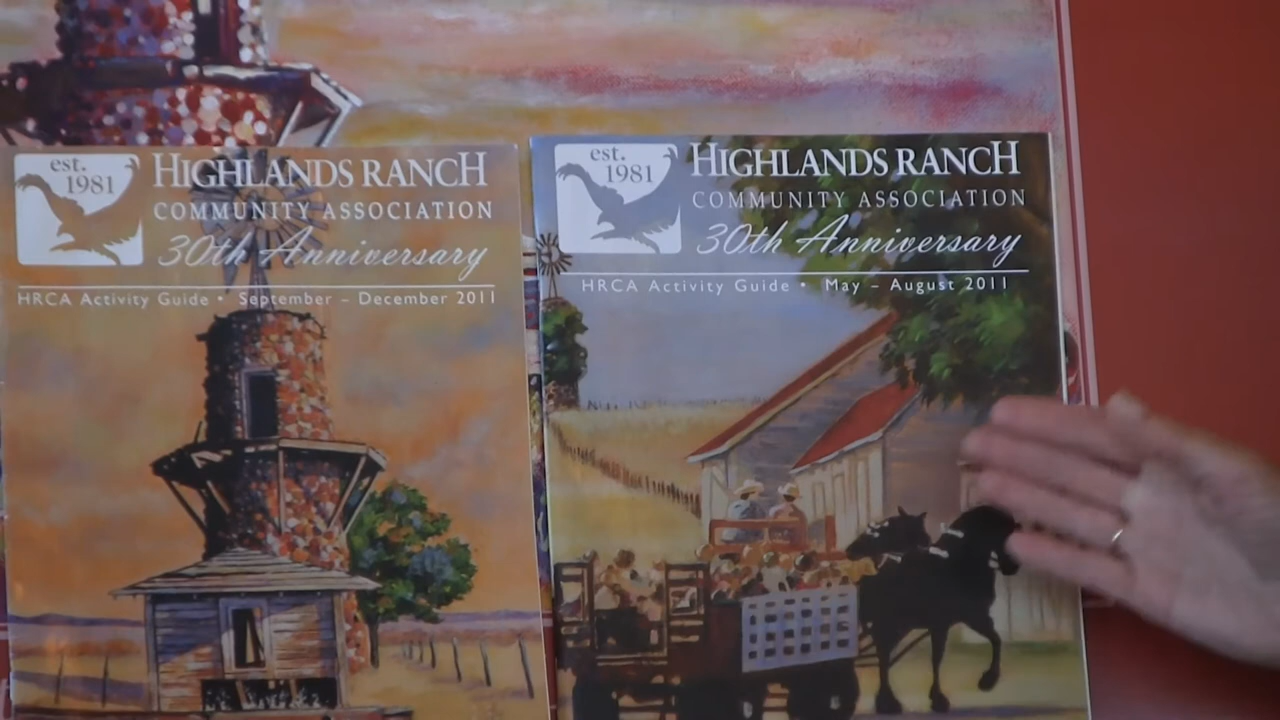 est.
1981
HIGHLANDS RANCH
COMMUNITY ASSOCIATION
30th Anniversary
HRCA Activity Guide • September – December 2011
est.
1981
HIGHLANDS RANCH
COMMUNITY ASSOCIATION
30th Anniversary
HRCA Activity Guide • May – August 2011